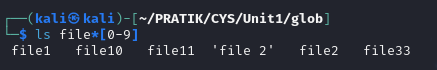 ┌──(kali㉿kali)-[~/PRATIK/CYS/Unit1/glob]
└─$ ls file*[0-9]
file1   file10   file11  'file 2'   file2   file33